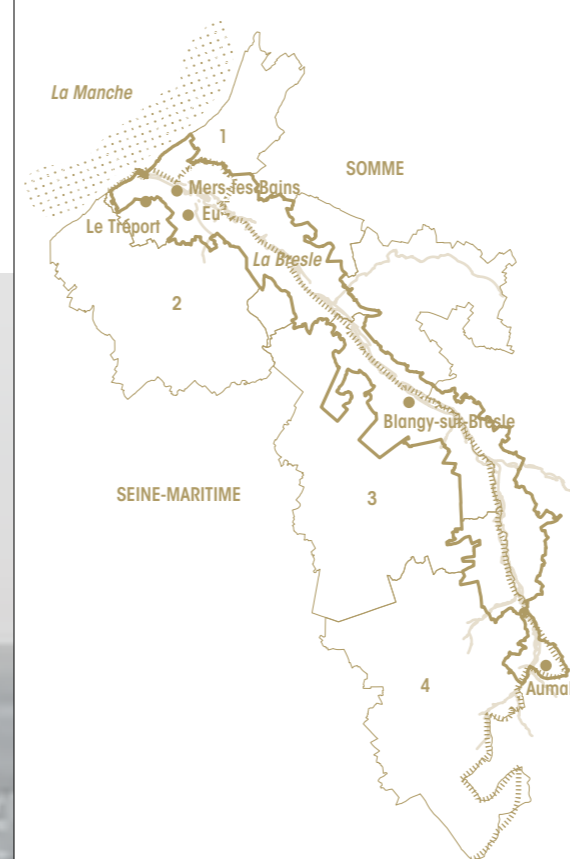 La Manche
1
SOMME
Mers-les-Bains
Eu
Le Tréport
La Bresle
2
Blangy-sur-Bresle
SEINE-MARITIME
3
4
Aumal